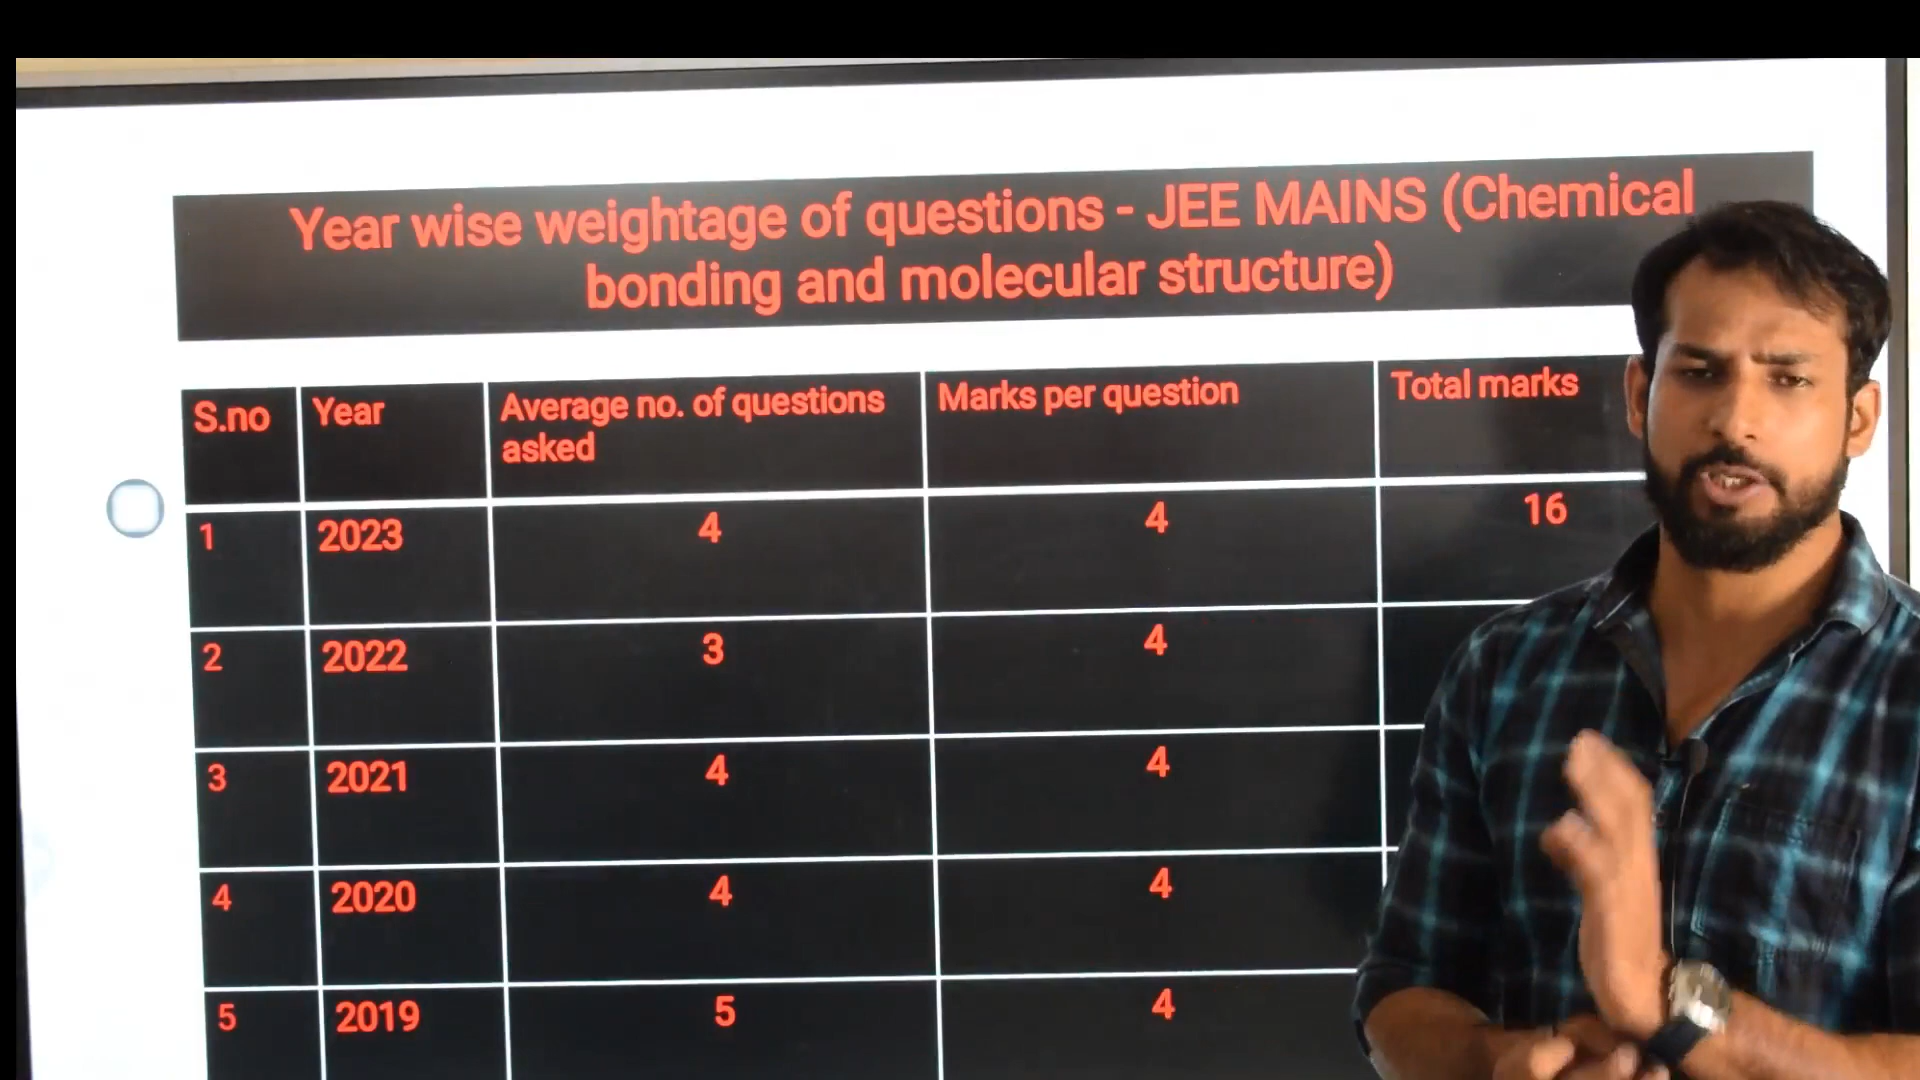 Year wise weightage of questions - JEE MAINS (Chemical
bonding and molecular structure)
S.no Year Average no. of questions asked Marks per question Total marks
1 2023 4 4 16
2 2022 3 4
3 2021 4 4
4 2020 4 4
5 2019 5 4